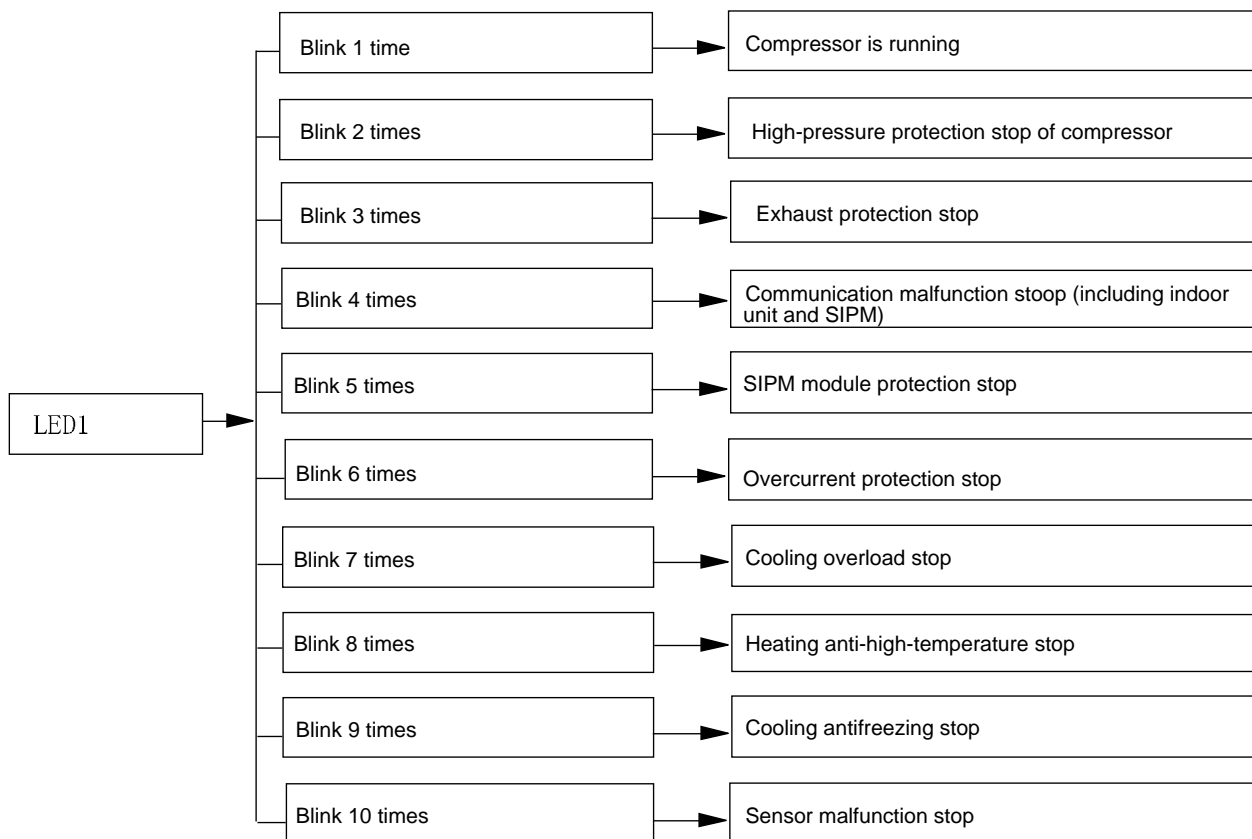 Blink 1 time
Compressor is running
Blink 2 times
High-pressure protection stop of compressor
Blink 3 times
Exhaust protection stop
Blink 4 times
Communication malfunction stoop (including indoor
unit and SIPM)
Blink 5 times
SIPM module protection stop
LED1
Blink 6 times
Overcurrent protection stop
Blink 7 times
Cooling overload stop
Blink 8 times
Heating anti-high-temperature stop
Blink 9 times
Cooling antifreezing stop
Blink 10 times
Sensor malfunction stop